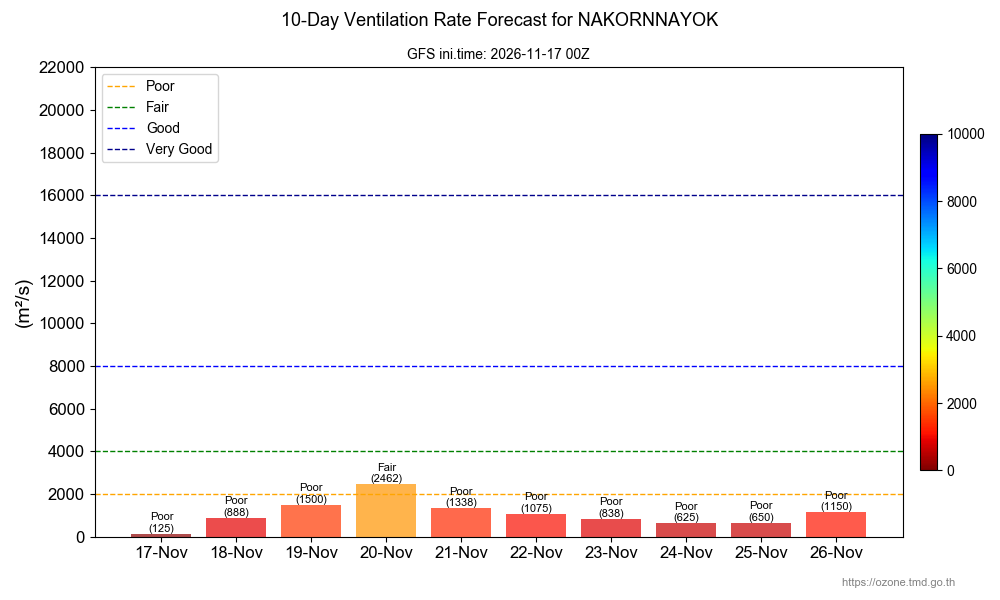 10-Day Ventilation Rate Forecast for NAKORNNAYOK
GFS ini.time: 2026-11-17 00Z
22000
20000
18000
16000
14000
12000
10000
8000
6000
4000
2000
0
(m²/s)
Poor
Fair
Good
Very Good
Poor
(125)
Poor
(888)
Poor
(1500)
Fair
(2462)
Poor
(1338)
Poor
(1075)
Poor
(838)
Poor
(625)
Poor
(650)
Poor
(1150)
17-Nov
18-Nov
19-Nov
20-Nov
21-Nov
22-Nov
23-Nov
24-Nov
25-Nov
26-Nov
10000
8000
6000
4000
2000
0
https://ozone.tmd.go.th